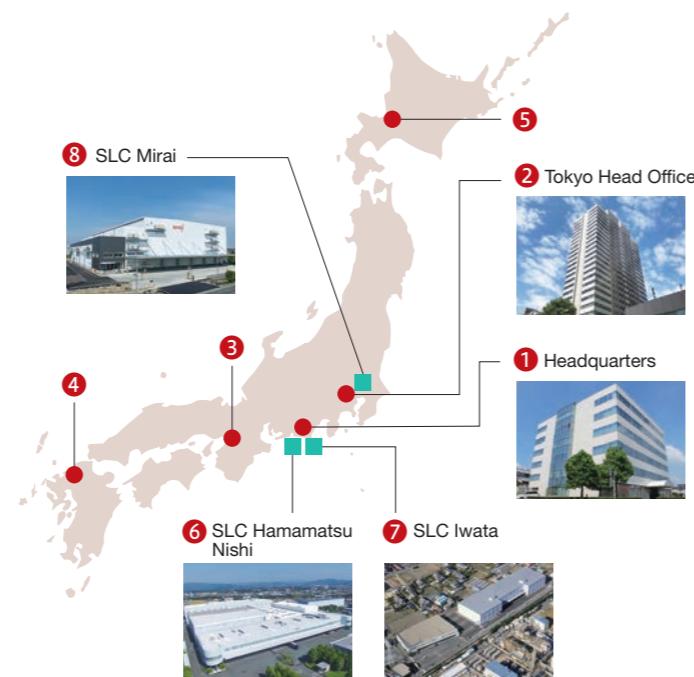 5
8 SLC Mirai
2 Tokyo Head Office
3
1 Headquarters
4
6 SLC Hamamatsu
Nishi
7 SLC Iwata